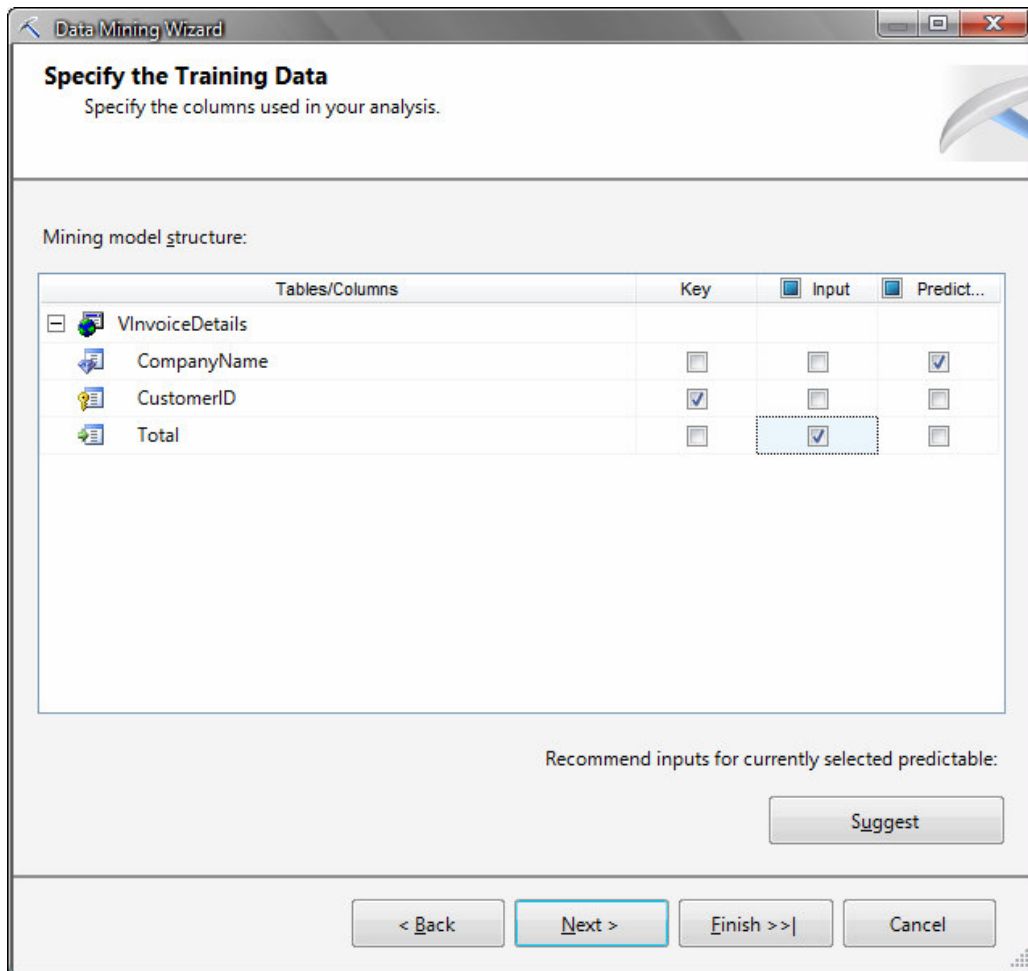 Data Mining Wizard
Specify the Training Data
Specify the columns used in your analysis.
Mining model structure:
Tables/Columns Key Input Predict...
VInvoiceDetails
CompanyName
CustomerID
Total
Recommend inputs for currently selected predictable:
Suggest
< Back Next > Finish >>| Cancel